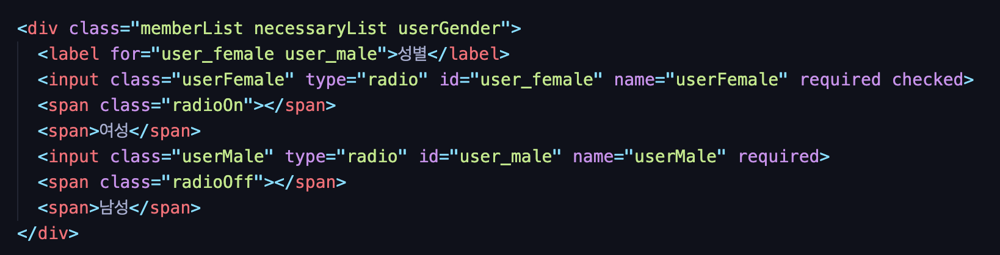 <div class="memberList necessaryList userGender">
<label for="user_female user_male">성별</label>
<input class="userFemale" type="radio" id="user_female" name="userFemale" required checked>
<span class="radioOn"></span>
<span>여성</span>
<input class="userMale" type="radio" id="user_male" name="userMale" required>
<span class="radioOff"></span>
<span>남성</span>
</div>